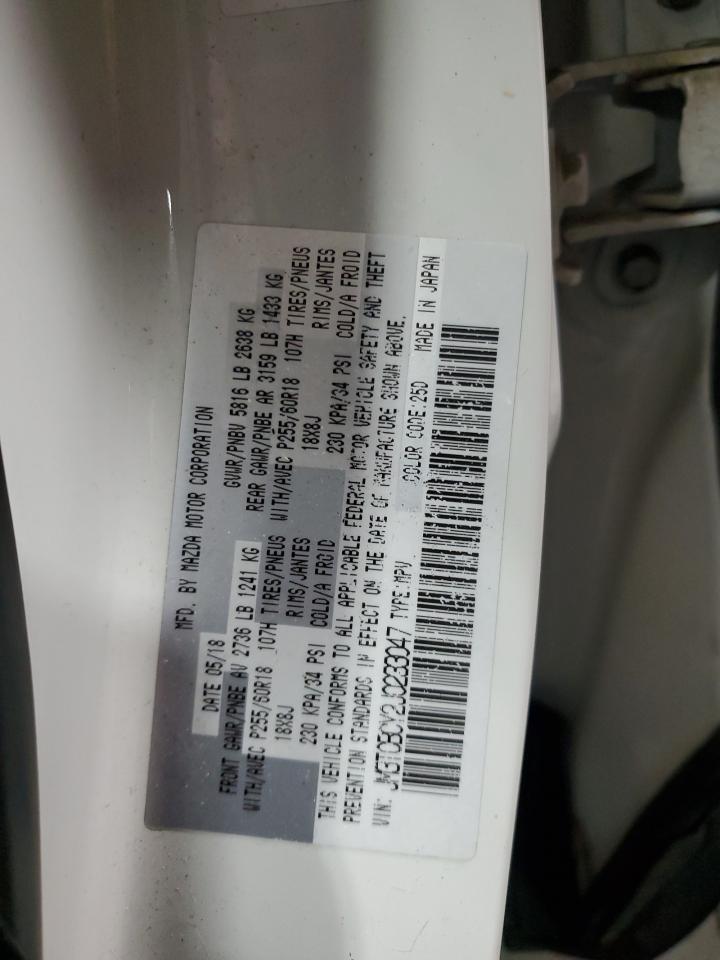 MFD. BY MAZDA MOTOR CORPORATION
DATE 05/18 GVWR/PNBV 5816 LB 2638 KG
FRONT GAWR/PNBE AV 2736 LB 1241 KG REAR GAWR/PNBE AR 3159 LB 1433 KG
WITH/AVEC P255/60R18 107H TIRES/PNEUS WITH/AVEC P255/60R18 107H TIRES/PNEUS
18X8J RIMS/JANTES 18X8J RIMS/JANTES
230 KPA/34 PSI COLD/A FROID 230 KPA/34 PSI COLD/A FROID
THIS VEHICLE CONFORMS TO ALL APPLICABLE FEDERAL MOTOR VEHICLE SAFETY AND THEFT
PREVENTION STANDARDS IN EFFECT ON THE DATE OF MANUFACTURE SHOWN ABOVE.
VIN: JM3TCBCY2J0233047 TYPE:MPV COLOR CODE:25D MADE IN JAPAN